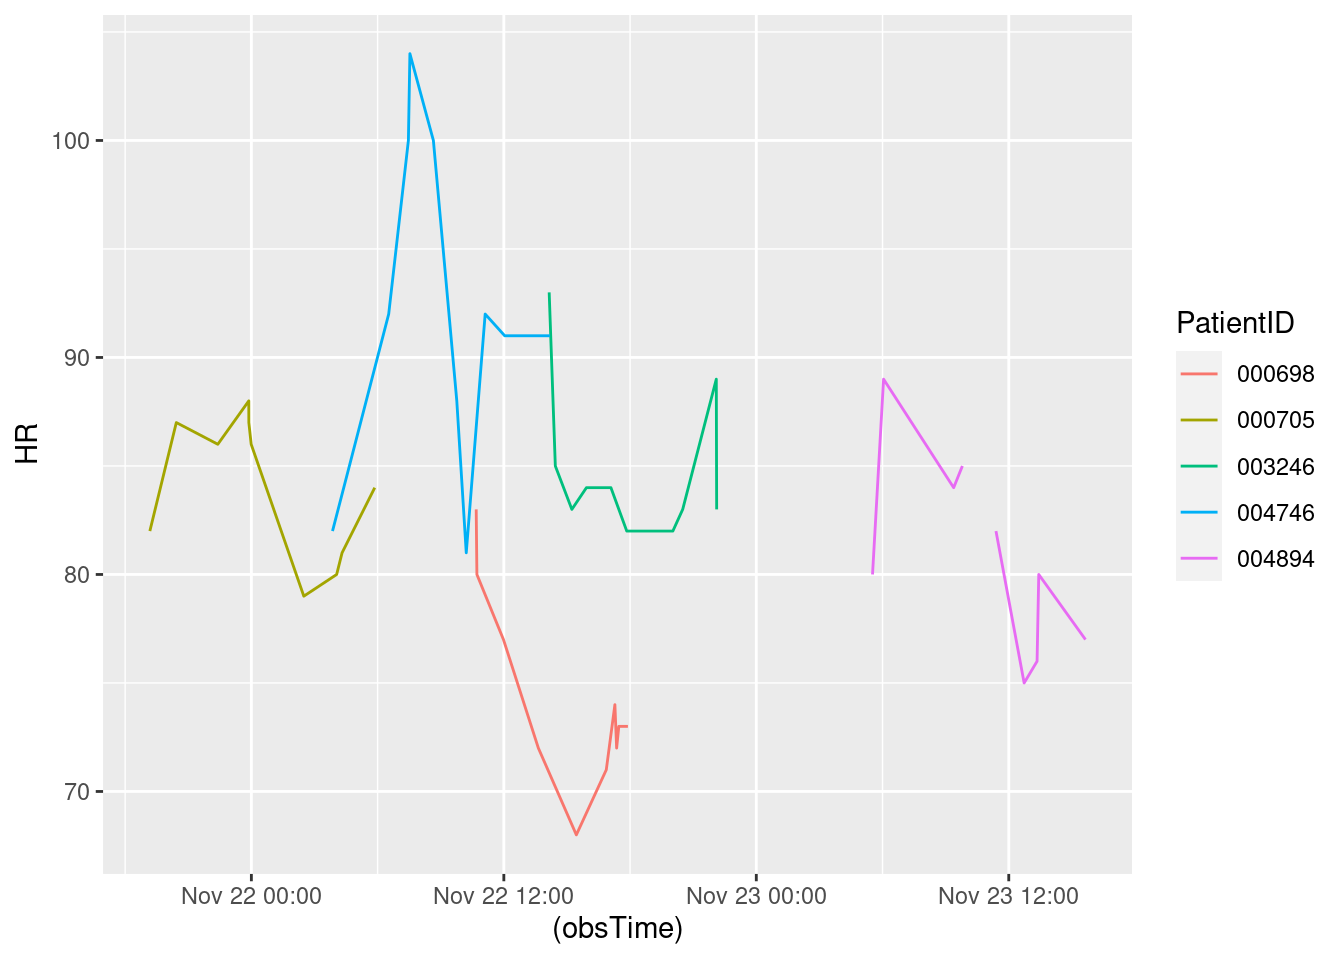 HR
100
90
80
70
Nov 22 00:00
Nov 22 12:00
Nov 23 00:00
Nov 23 12:00
(obsTime)
PatientID
000698
000705
003246
004746
004894